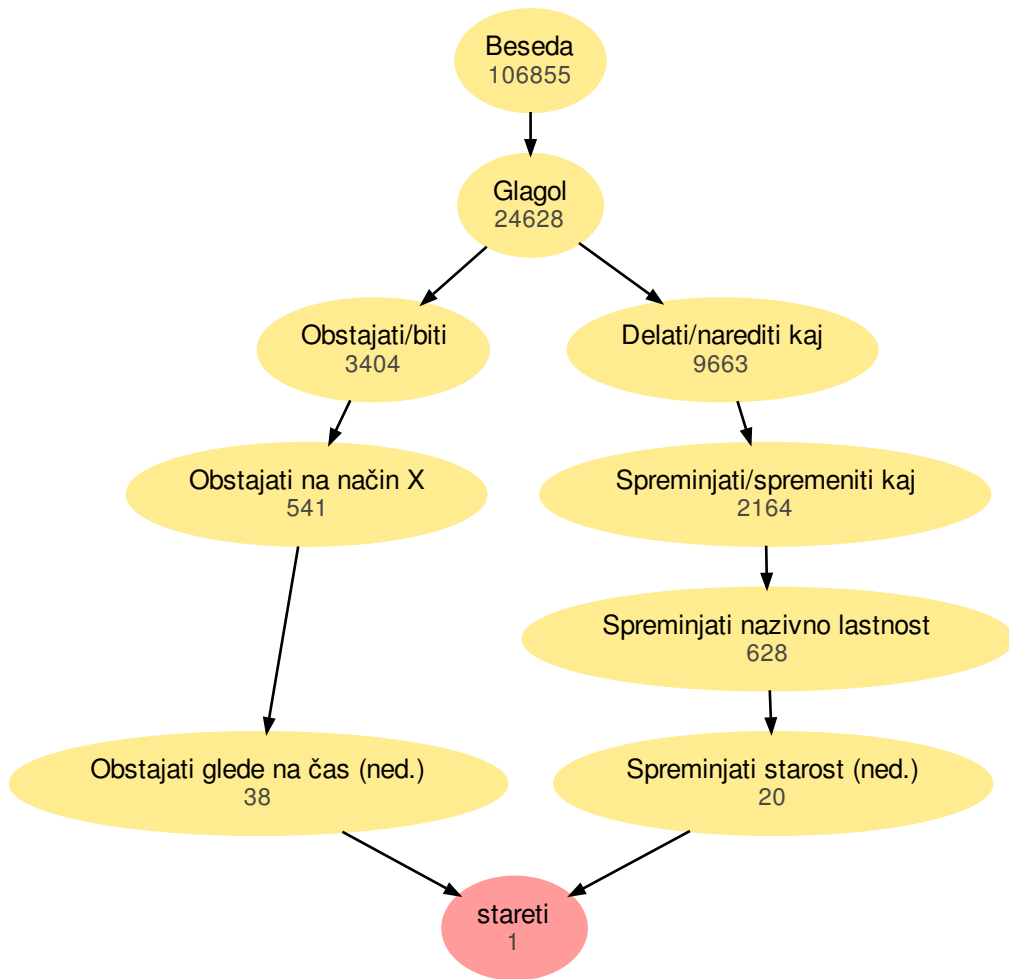 Beseda
106855
Glagol
24628
Obstajati/biti
3404
Delati/narediti kaj
9663
Obstajati na način X
541
Spreminjati/spremeniti kaj
2164
Spreminjati nazivno lastnost
628
Obstajati glede na čas (ned.)
38
Spreminjati starost (ned.)
20
stareti
1